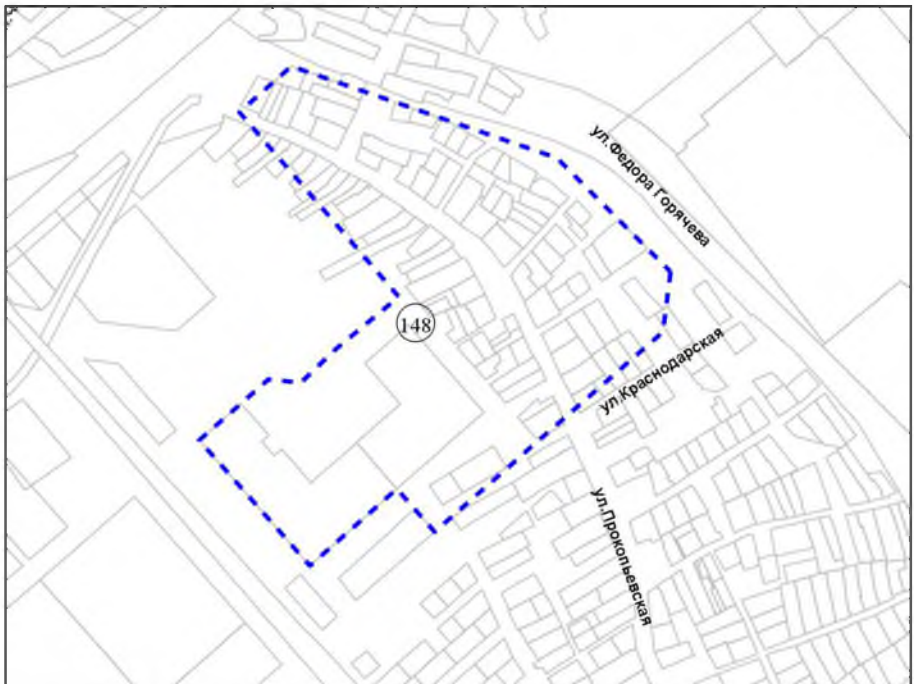 ул.Федора Горячева
148
ул.Краснодарская
ул.Прокопьевская